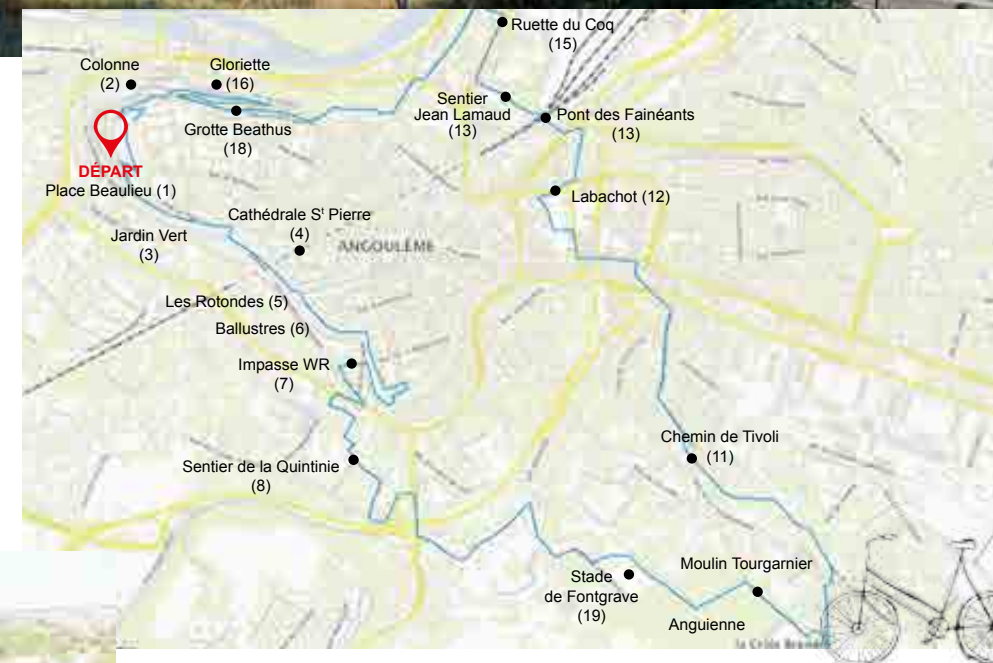 Ruette du Coq
(15)
Colonne
(2)
Gloriette
(16)
Sentier
Jean Lamaud
(13)
Pont des Fainéants
(13)
Grotte Beathus
(18)
DÉPART
Place Beaulieu (1)
Labachot (12)
Cathédrale St Pierre
(4)
ANGOULÊME
Jardin Vert
(3)
Les Rotondes (5)
Ballustres (6)
Impasse WR
(7)
Chemin de Tivoli
(11)
Sentier de la Quintinie
(8)
Moulin Tourgarnier
Stade
de Fontgrave
(19)
Anguienne